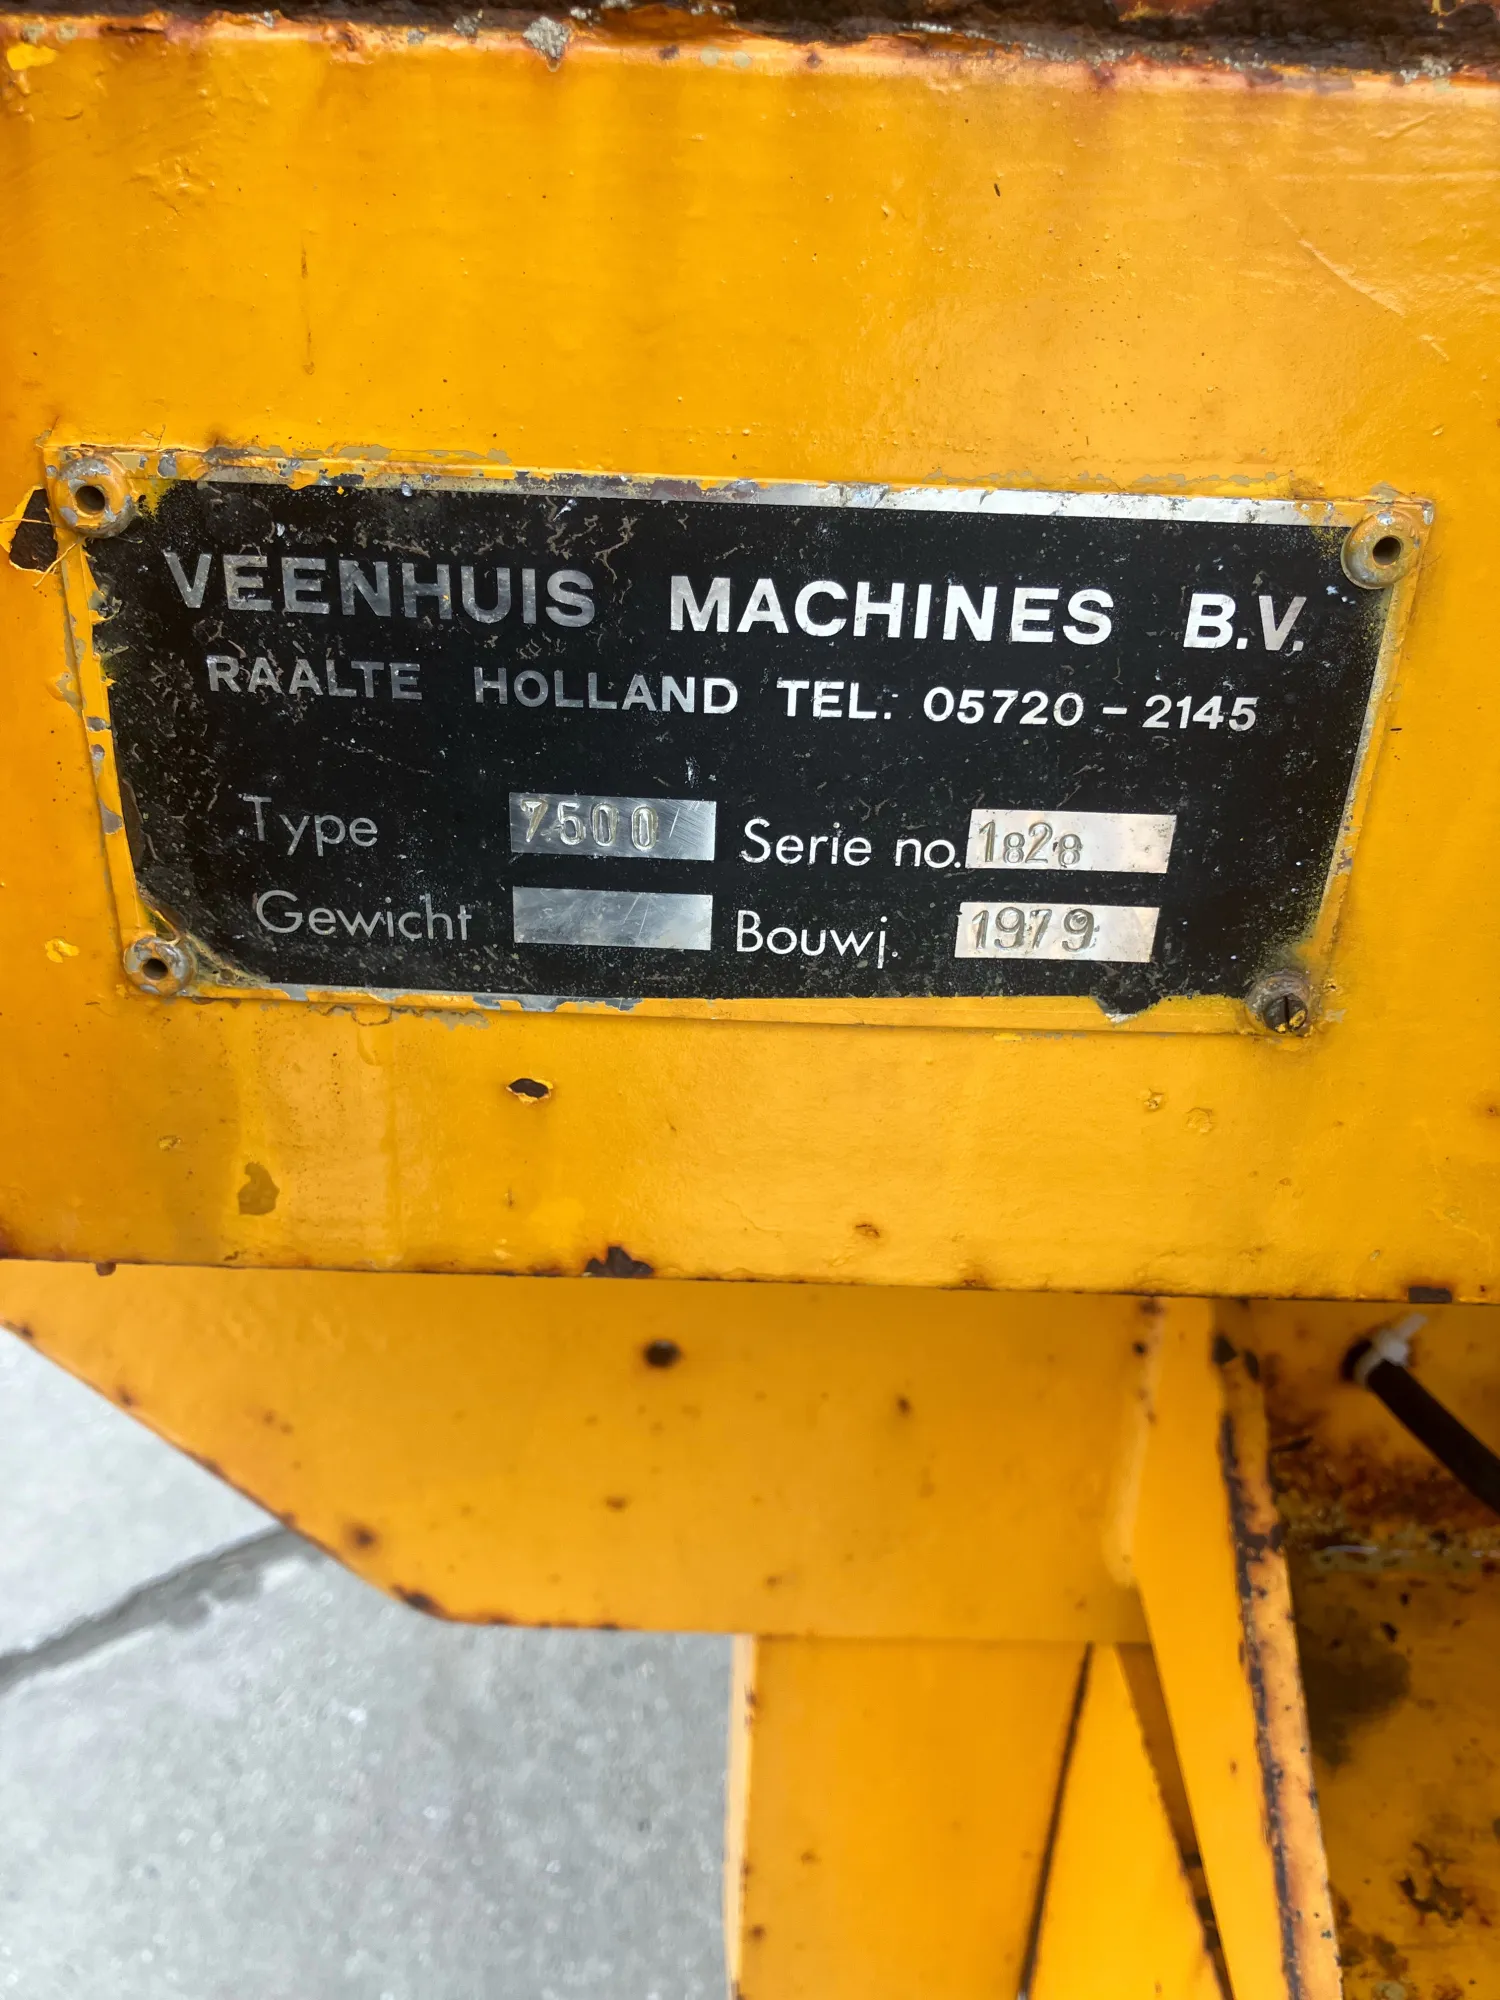 VEENHUIS MACHINES B.V.
RAALTE HOLLAND TEL.: 05720-2145
Type 7500 Serie no. 1828
Gewicht Bouwj. 1979